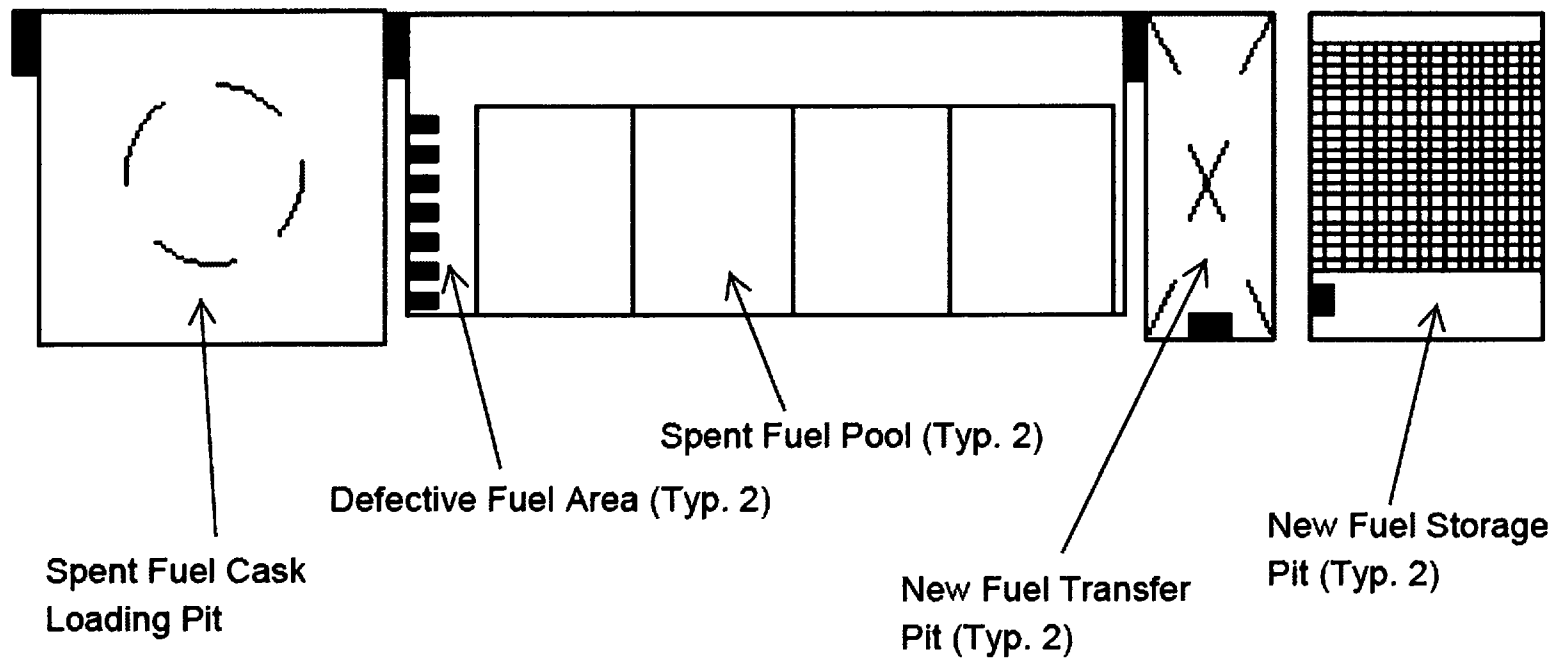 Spent Fuel Pool (Typ. 2)
Defective Fuel Area (Typ. 2)
New Fuel Storage
Pit (Typ. 2)
Spent Fuel Cask
Loading Pit
New Fuel Transfer
Pit (Typ. 2)